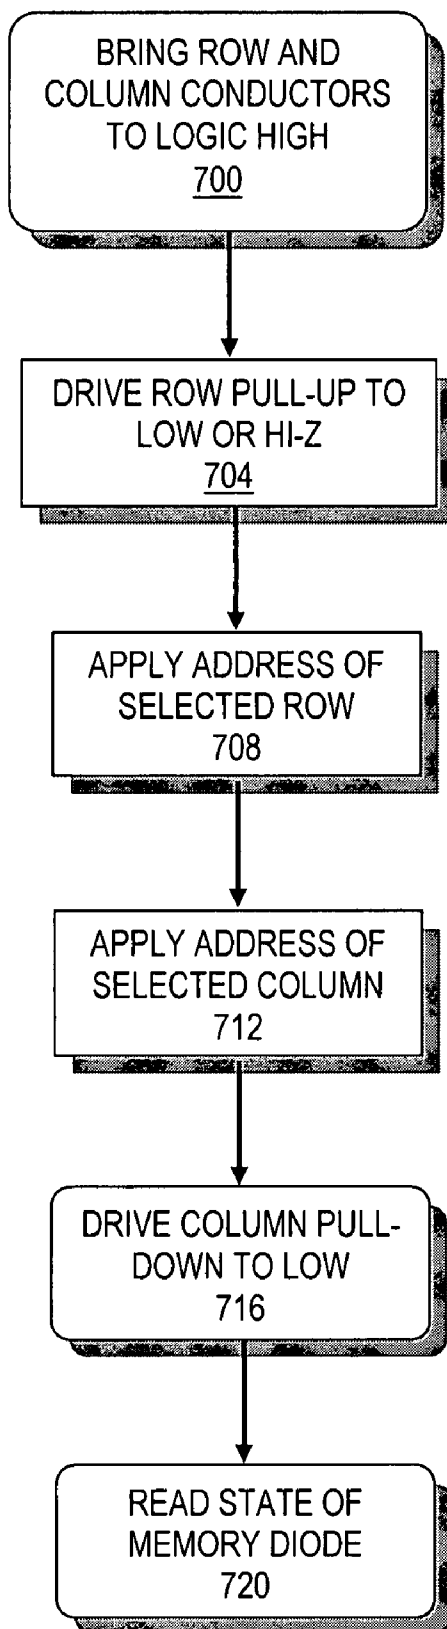 BRING ROW AND
COLUMN CONDUCTORS
TO LOGIC HIGH
700
DRIVE ROW PULL-UP TO
LOW OR HI-Z
704
APPLY ADDRESS OF
SELECTED ROW
708
APPLY ADDRESS OF
SELECTED COLUMN
712
DRIVE COLUMN PULL-
DOWN TO LOW
716
READ STATE OF
MEMORY DIODE
720